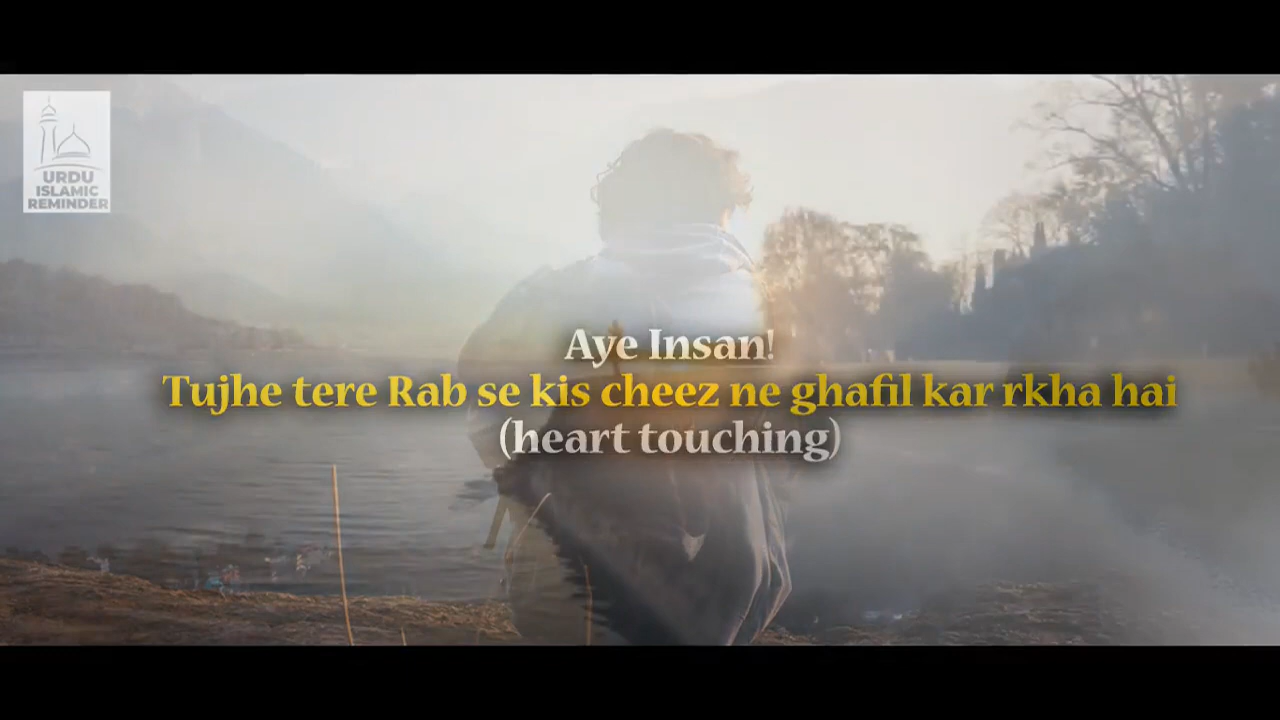 URDU
ISLAMIC
REMINDER
Aye Insan!
Tujhe tere Rab se kis cheez ne ghafil kar rkha hai
(heart touching)